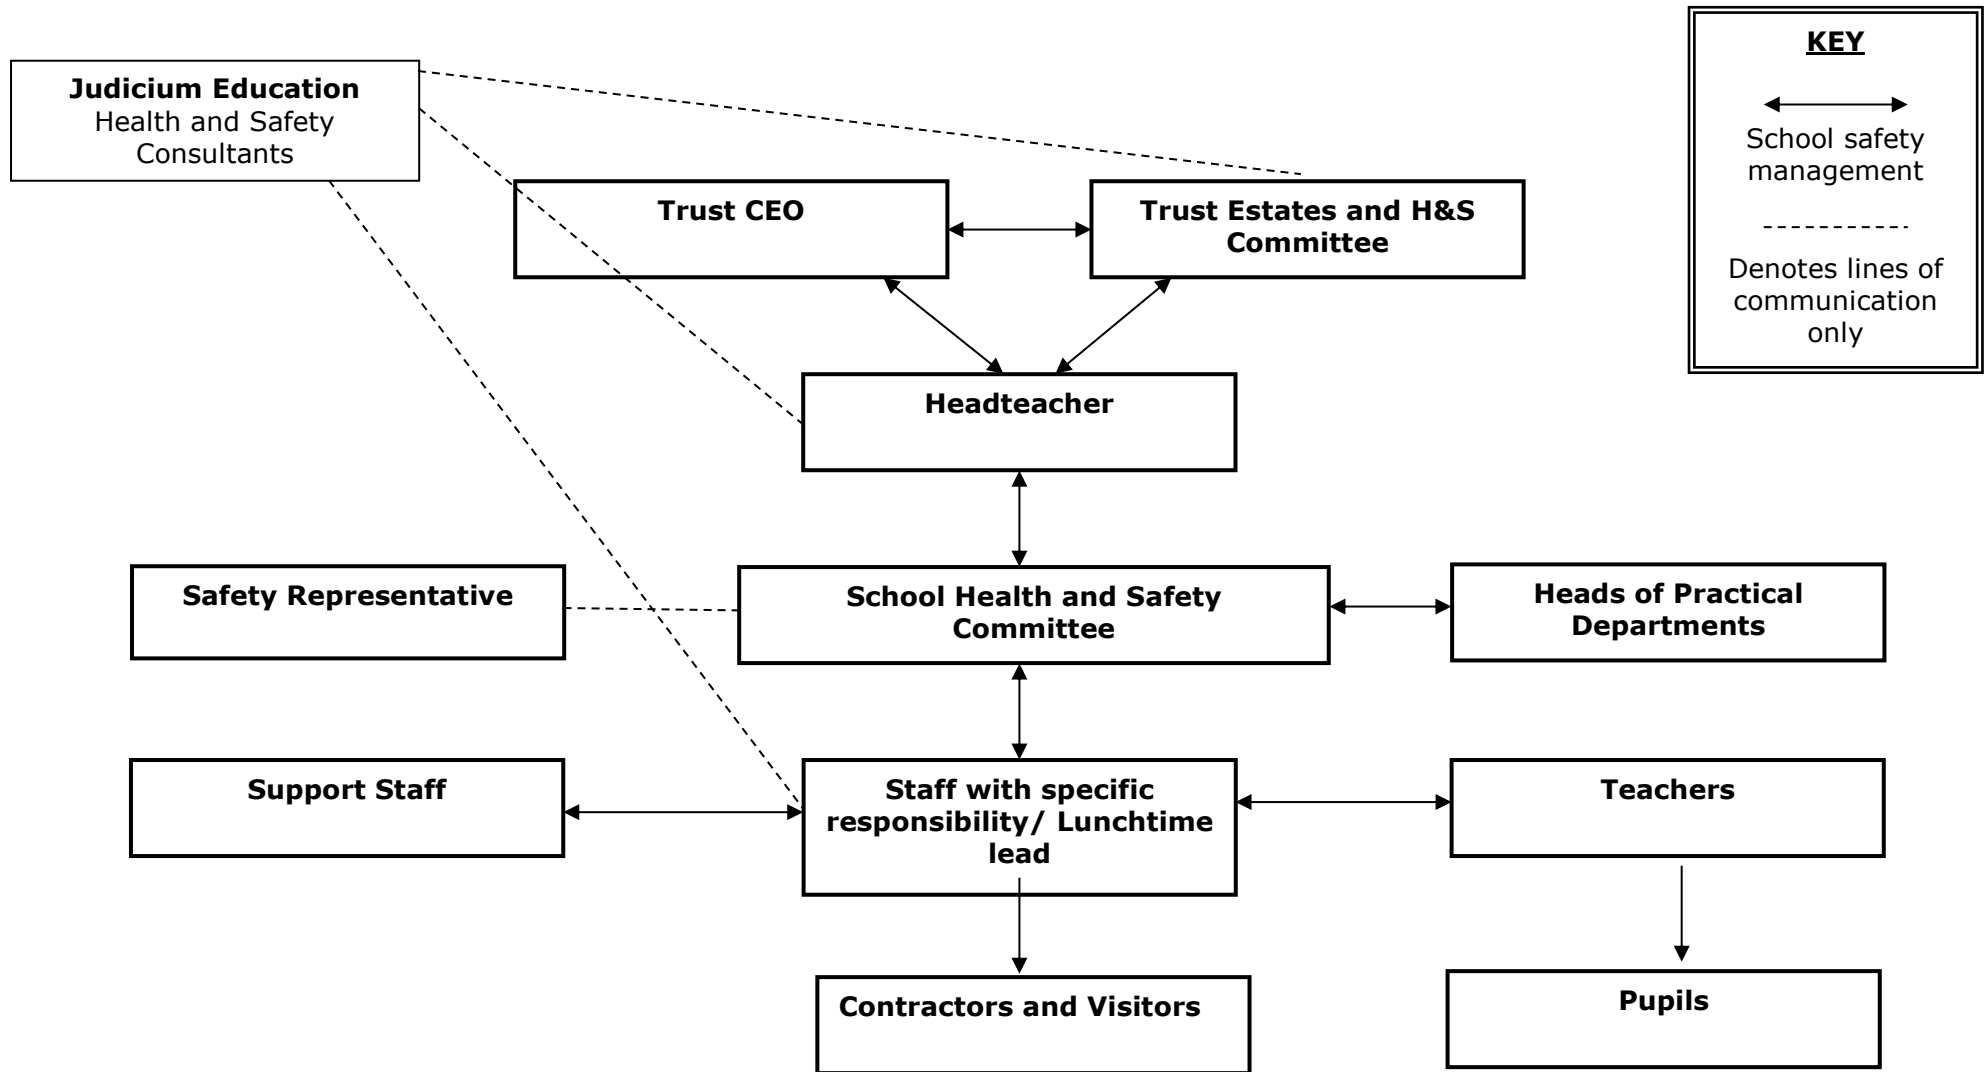 KEY
School safety
management
Denotes lines of
communication
only
Judicium Education
Health and Safety
Consultants
Trust CEO
Trust Estates and H&S
Committee
Headteacher
Safety Representative
School Health and Safety
Committee
Heads of Practical
Departments
Support Staff
Staff with specific
responsibility/ Lunchtime
lead
Teachers
Contractors and Visitors
Pupils